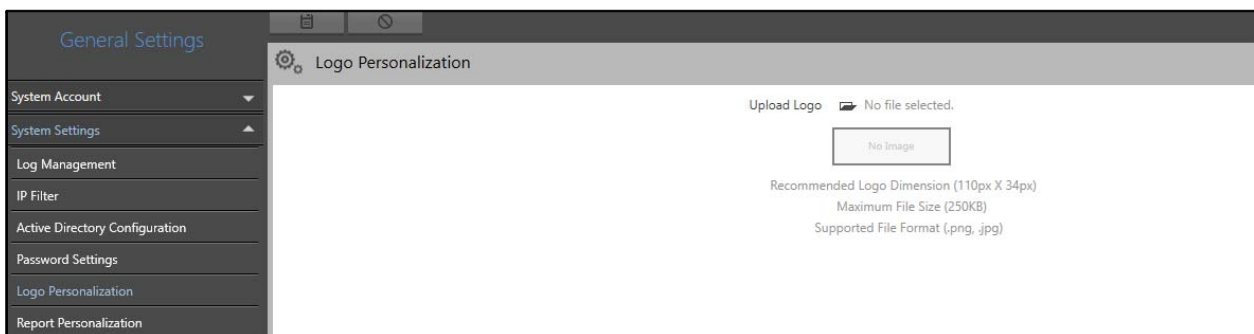 General Settings
System Account
System Settings
Log Management
IP Filter
Active Directory Configuration
Password Settings
Logo Personalization
Report Personalization
Logo Personalization
Upload Logo No file selected.
No Image
Recommended Logo Dimension (110px X 34px)
Maximum File Size (250KB)
Supported File Format (.png, .jpg)